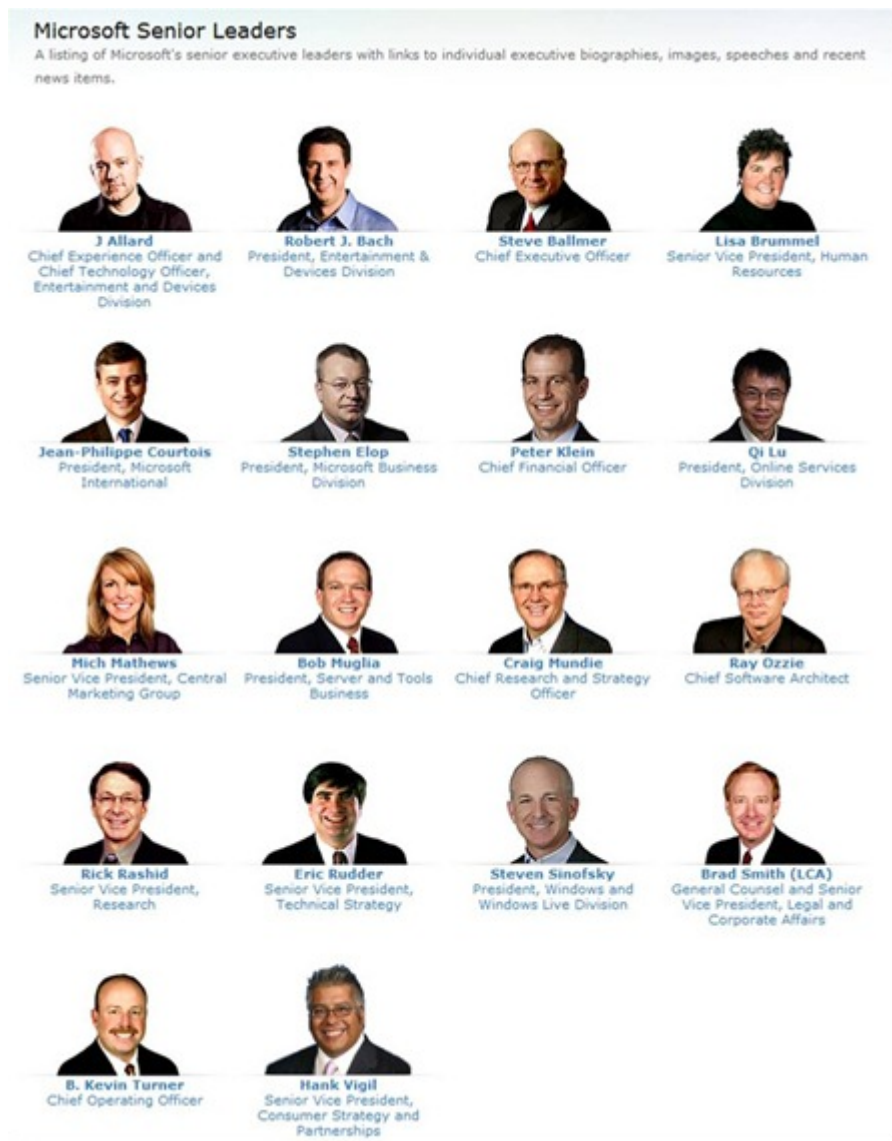 Microsoft Senior Leaders
A listing of Microsoft's senior executive leaders with links to individual executive biographies, images, speeches and recent
news items.
J Allard
Chief Experience Officer and
Chief Technology Officer,
Entertainment and Devices
Division
Robert J. Bach
President, Entertainment &
Devices Division
Steve Ballmer
Chief Executive Officer
Lisa Brummel
Senior Vice President, Human
Resources
Jean-Philippe Courtois
President, Microsoft
International
Stephen Elop
President, Microsoft Business
Division
Peter Klein
Chief Financial Officer
Qi Lu
President, Online Services
Division
Mich Mathews
Senior Vice President, Central
Marketing Group
Bob Muglia
President, Server and Tools
Business
Craig Mundie
Chief Research and Strategy
Officer
Ray Ozzie
Chief Software Architect
Rick Rashid
Senior Vice President,
Research
Eric Rudder
Senior Vice President,
Technical Strategy
Steven Sinofsky
President, Windows and
Windows Live Division
Brad Smith (LCA)
General Counsel and Senior
Vice President, Legal and
Corporate Affairs
B. Kevin Turner
Chief Operating Officer
Hank Vigil
Senior Vice President,
Consumer Strategy and
Partnerships